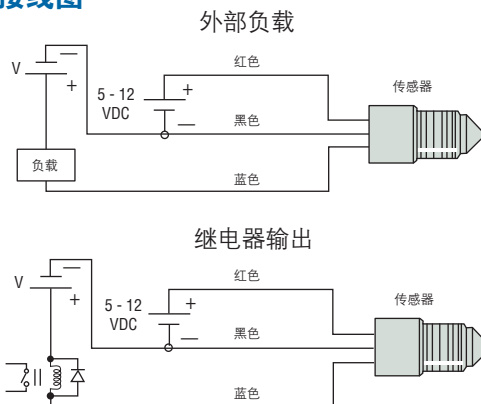 接线图
外部负载
红色
V
—
+
5 - 12
VDC
+
—
传感器
黑色
负载
蓝色
继电器输出
红色
V
—
+
5 - 12
VDC
+
—
传感器
黑色
蓝色